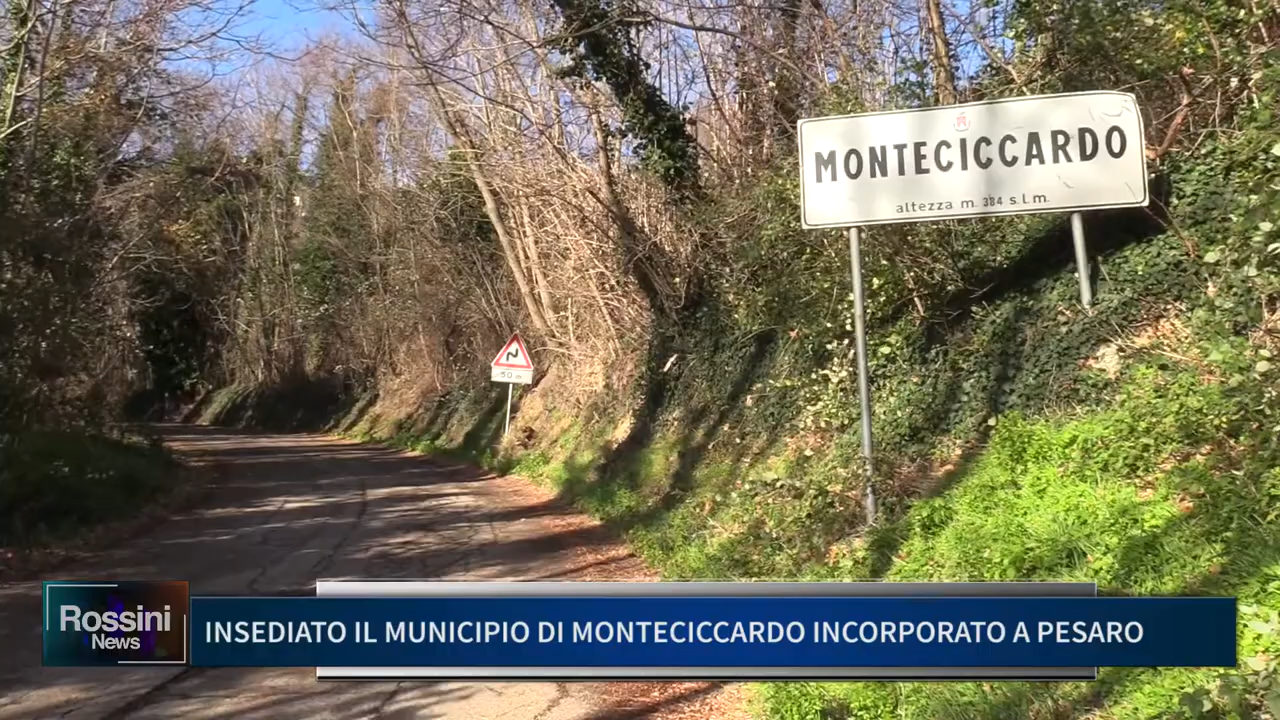 MONTECICCARDO
altezza m. 384 s.l.m.
50 m
Rossini
News
INSEDIATO IL MUNICIPIO DI MONTECICCARDO INCORPORATO A PESARO